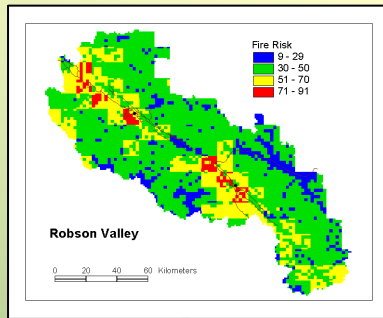 Fire Risk
9 - 29
30 - 50
51 - 70
71 - 91
Robson Valley
0 20 40 60 Kilometers